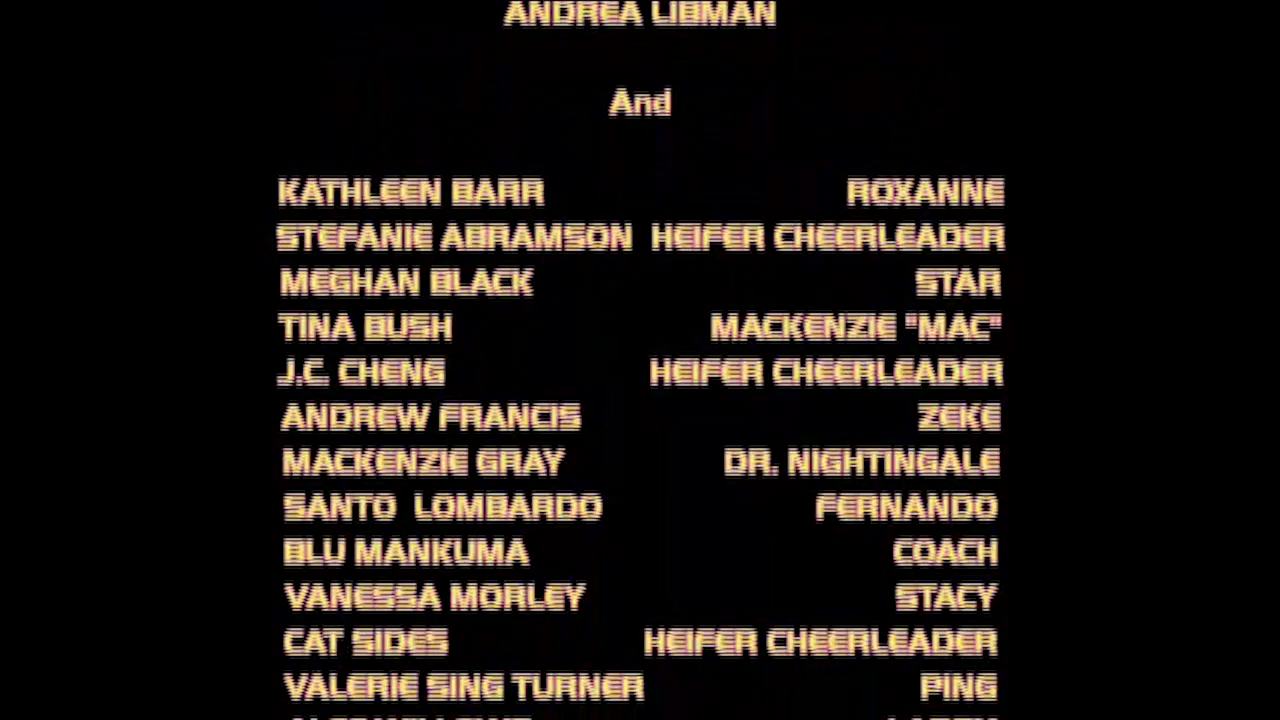 ANDREA LIBMAN
And
KATHLEEN BARR ROXANNE
STEFANIE ABRAMSON HEIFER CHEERLEADER
MEGHAN BLACK STAR
TINA BUSH MACKENZIE "MAC"
J.C. CHENG HEIFER CHEERLEADER
ANDREW FRANCIS ZEKE
MACKENZIE GRAY DR. NIGHTINGALE
SANTO LOMBARDO FERNANDO
BLU MANKUMA COACH
VANESSA MORLEY STACY
CAT SIDES HEIFER CHEERLEADER
VALERIE SING TURNER PING